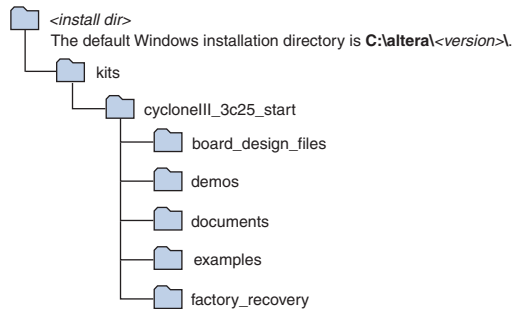 <install dir>
The default Windows installation directory is C:\altera\<version>\.
kits
cycloneIII_3c25_start
board_design_files
demos
documents
examples
factory_recovery